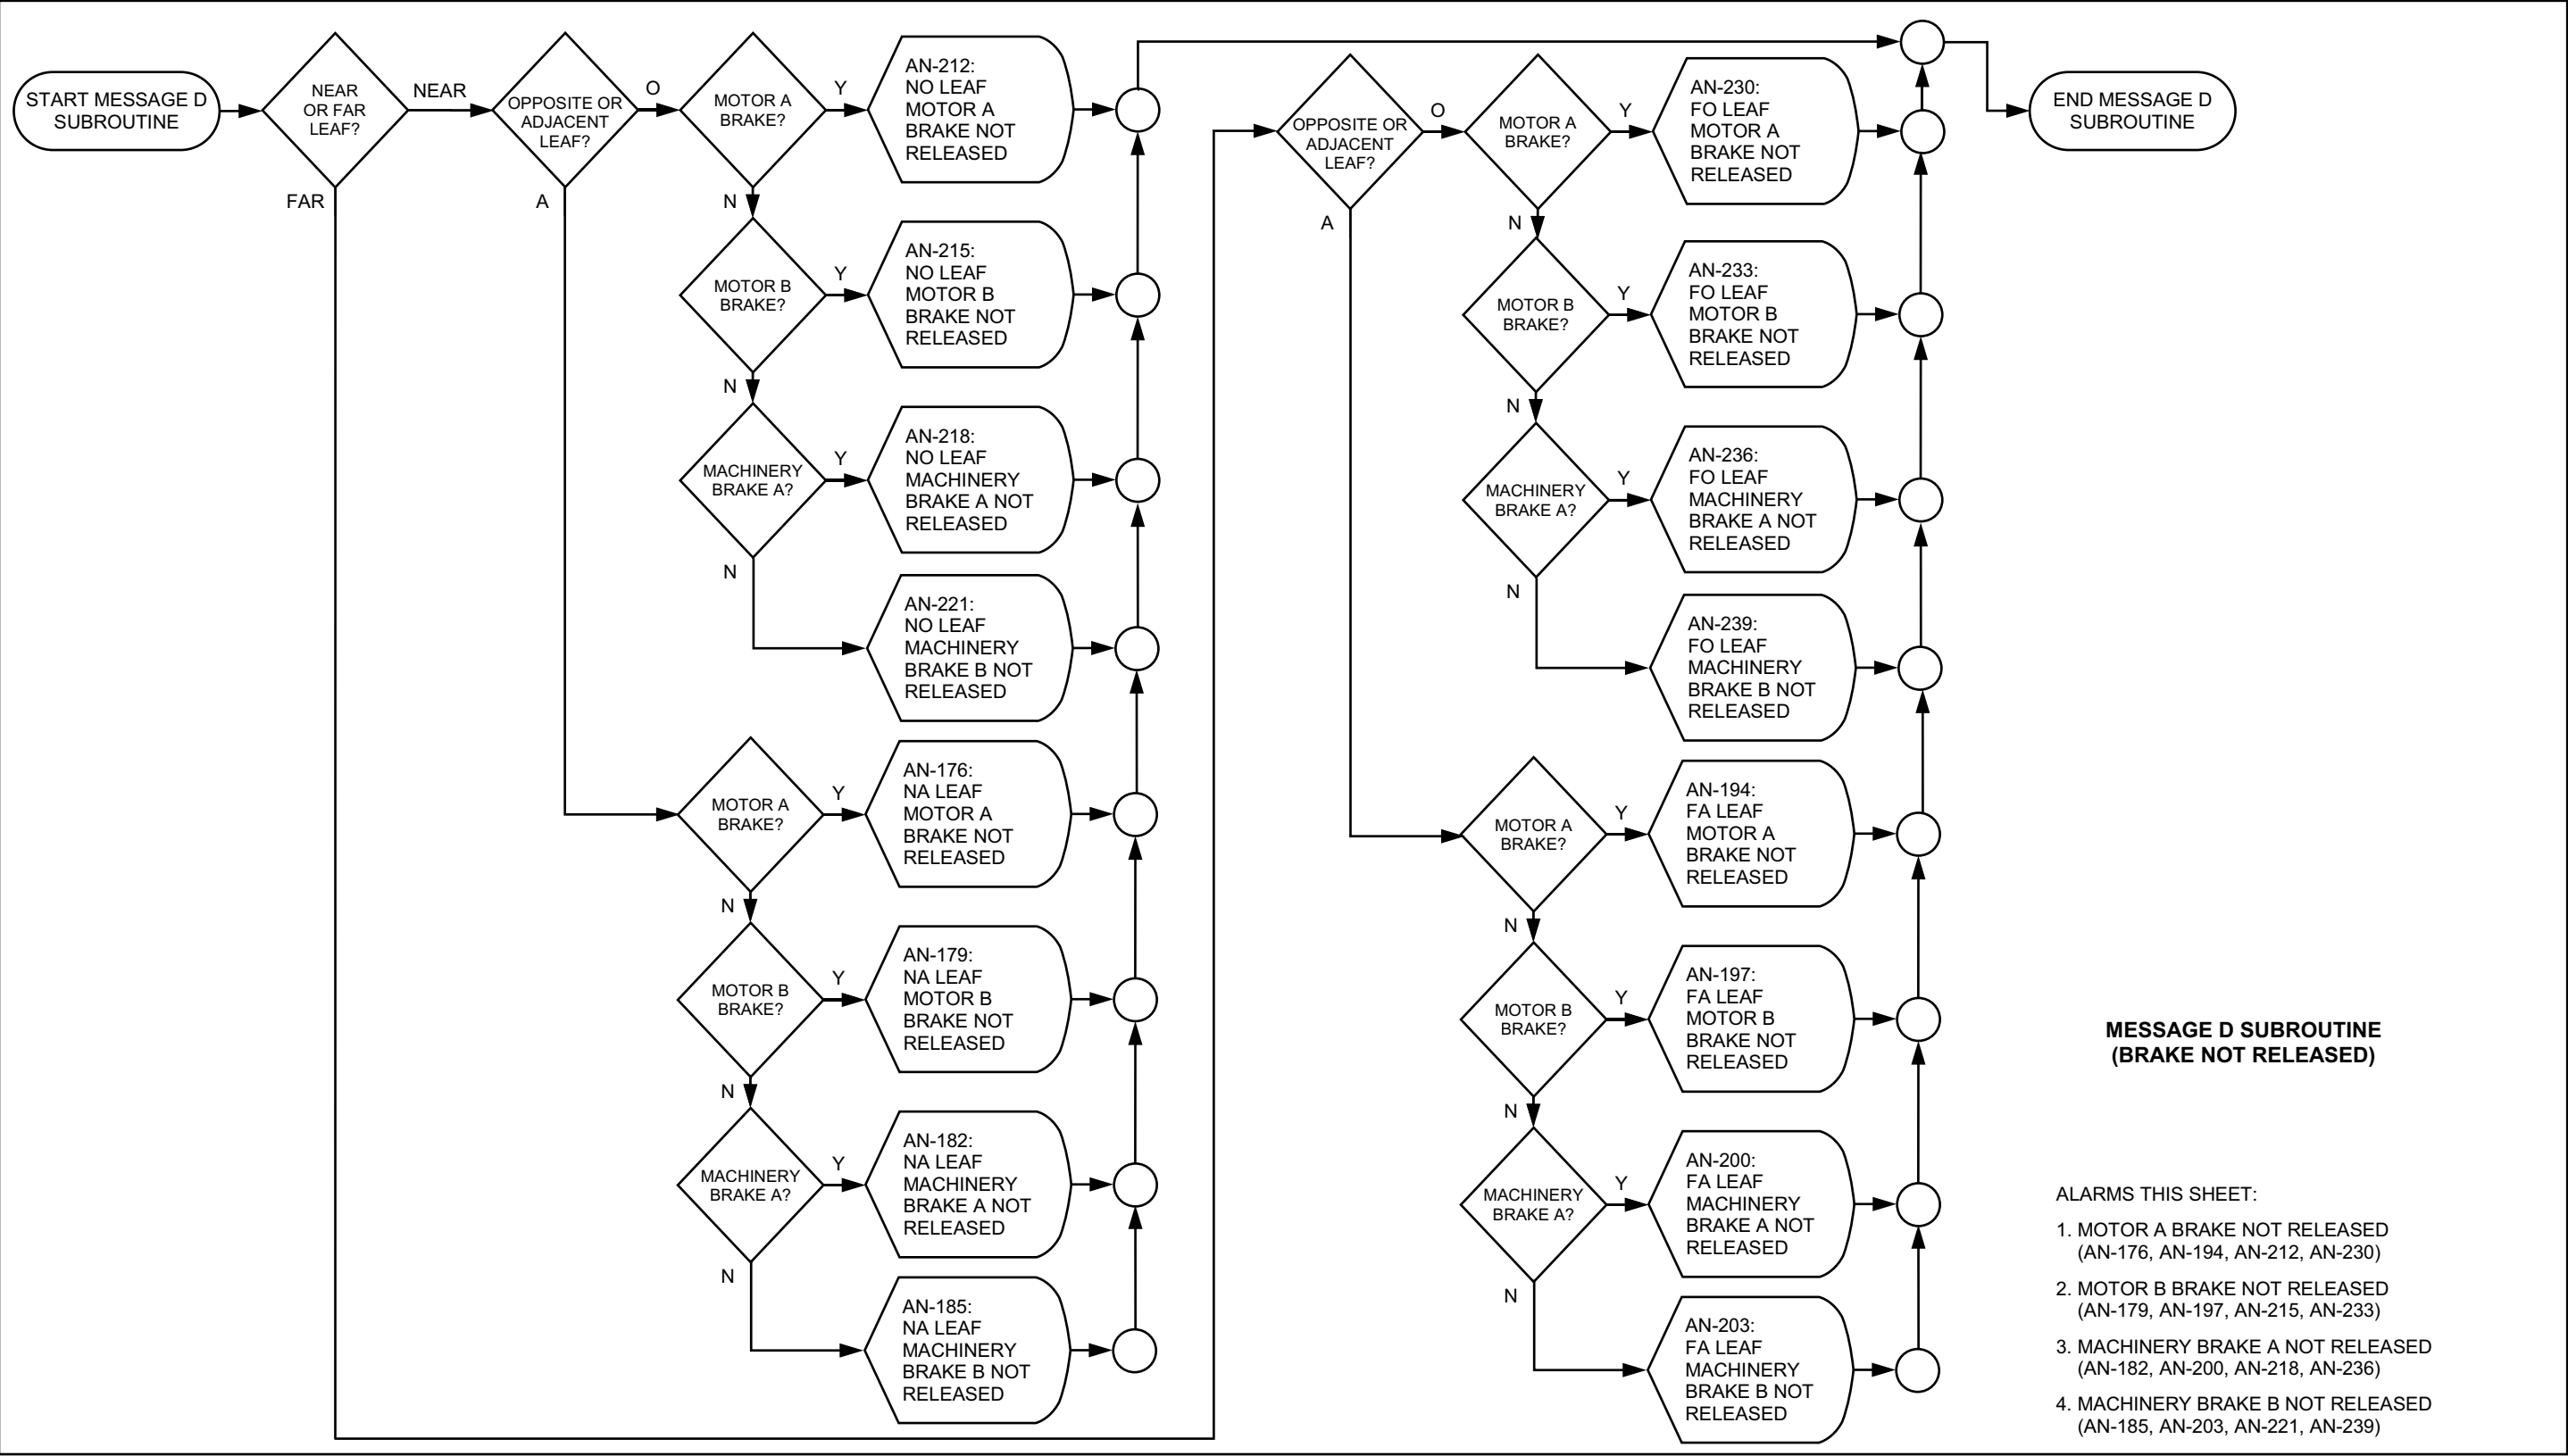 START MESSAGE D
SUBROUTINE
NEAR
OR FAR
LEAF?
NEAR
FAR
OPPOSITE OR
ADJACENT
LEAF?
O
A
MOTOR A
BRAKE?
Y
N
AN-212:
NO LEAF
MOTOR A
BRAKE NOT
RELEASED
MOTOR B
BRAKE?
Y
N
AN-215:
NO LEAF
MOTOR B
BRAKE NOT
RELEASED
MACHINERY
BRAKE A?
Y
N
AN-218:
NO LEAF
MACHINERY
BRAKE A NOT
RELEASED
AN-221:
NO LEAF
MACHINERY
BRAKE B NOT
RELEASED
MOTOR A
BRAKE?
Y
N
AN-176:
NA LEAF
MOTOR A
BRAKE NOT
RELEASED
MOTOR B
BRAKE?
Y
N
AN-179:
NA LEAF
MOTOR B
BRAKE NOT
RELEASED
MACHINERY
BRAKE A?
Y
N
AN-182:
NA LEAF
MACHINERY
BRAKE A NOT
RELEASED
AN-185:
NA LEAF
MACHINERY
BRAKE B NOT
RELEASED
OPPOSITE OR
ADJACENT
LEAF?
O
A
MOTOR A
BRAKE?
Y
N
AN-230:
FO LEAF
MOTOR A
BRAKE NOT
RELEASED
MOTOR B
BRAKE?
Y
N
AN-233:
FO LEAF
MOTOR B
BRAKE NOT
RELEASED
MACHINERY
BRAKE A?
Y
N
AN-236:
FO LEAF
MACHINERY
BRAKE A NOT
RELEASED
AN-239:
FO LEAF
MACHINERY
BRAKE B NOT
RELEASED
MOTOR A
BRAKE?
Y
N
AN-194:
FA LEAF
MOTOR A
BRAKE NOT
RELEASED
MOTOR B
BRAKE?
Y
N
AN-197:
FA LEAF
MOTOR B
BRAKE NOT
RELEASED
MACHINERY
BRAKE A?
Y
N
AN-200:
FA LEAF
MACHINERY
BRAKE A NOT
RELEASED
AN-203:
FA LEAF
MACHINERY
BRAKE B NOT
RELEASED
END MESSAGE D
SUBROUTINE
MESSAGE D SUBROUTINE
(BRAKE NOT RELEASED)
ALARMS THIS SHEET:
1. MOTOR A BRAKE NOT RELEASED
(AN-176, AN-194, AN-212, AN-230)
2. MOTOR B BRAKE NOT RELEASED
(AN-179, AN-197, AN-215, AN-233)
3. MACHINERY BRAKE A NOT RELEASED
(AN-182, AN-200, AN-218, AN-236)
4. MACHINERY BRAKE B NOT RELEASED
(AN-185, AN-203, AN-221, AN-239)